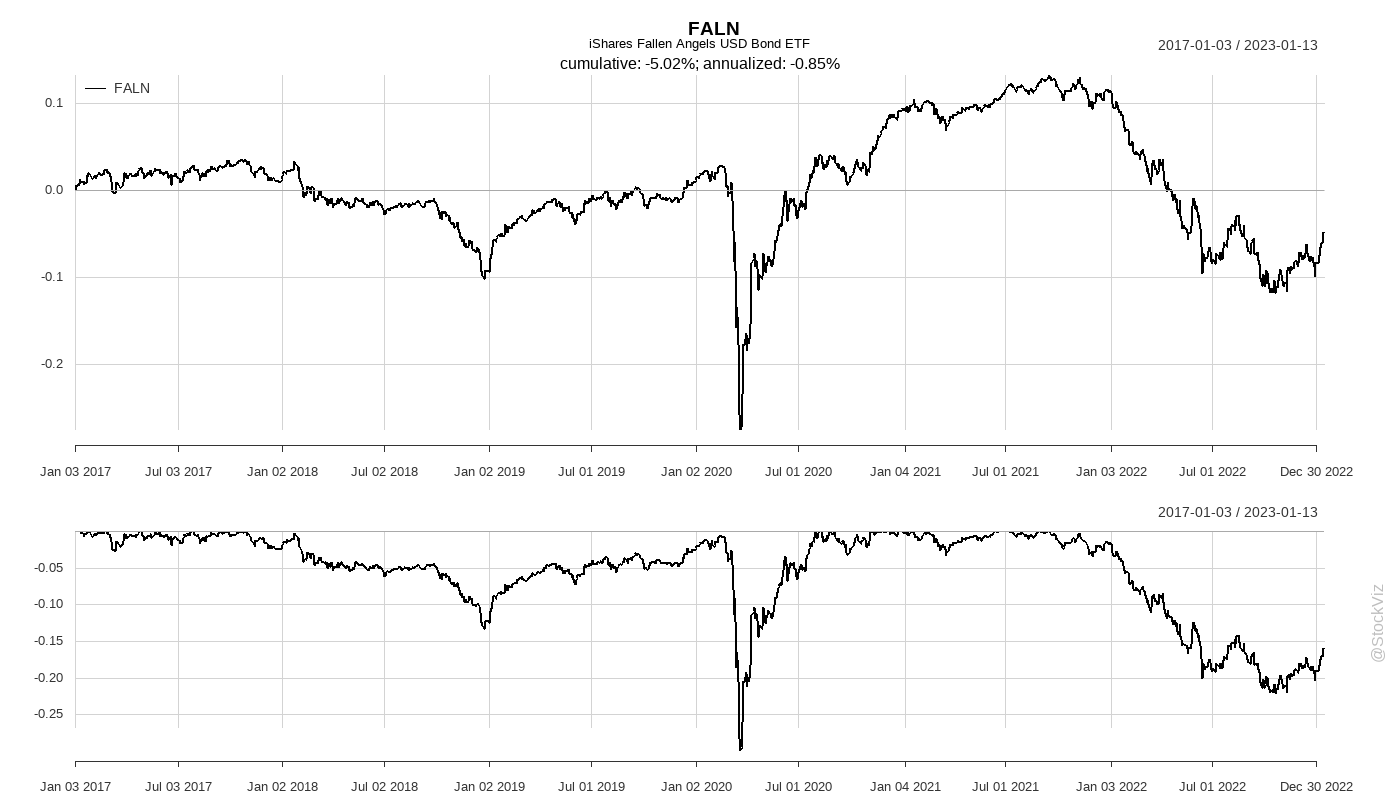 FALN
iShares Fallen Angels USD Bond ETF
2017-01-03 / 2023-01-13
cumulative: -5.02%; annualized: -0.85%
FALN
0.1
0.0
-0.1
-0.2
Jan 03 2017 Jul 03 2017 Jan 02 2018 Jul 02 2018 Jan 02 2019 Jul 01 2019 Jan 02 2020 Jul 01 2020 Jan 04 2021 Jul 01 2021 Jan 03 2022 Jul 01 2022 Dec 30 2022
2017-01-03 / 2023-01-13
-0.05
-0.10
-0.15
-0.20
-0.25
Jan 03 2017 Jul 03 2017 Jan 02 2018 Jul 02 2018 Jan 02 2019 Jul 01 2019 Jan 02 2020 Jul 01 2020 Jan 04 2021 Jul 01 2021 Jan 03 2022 Jul 01 2022 Dec 30 2022
@StockViz